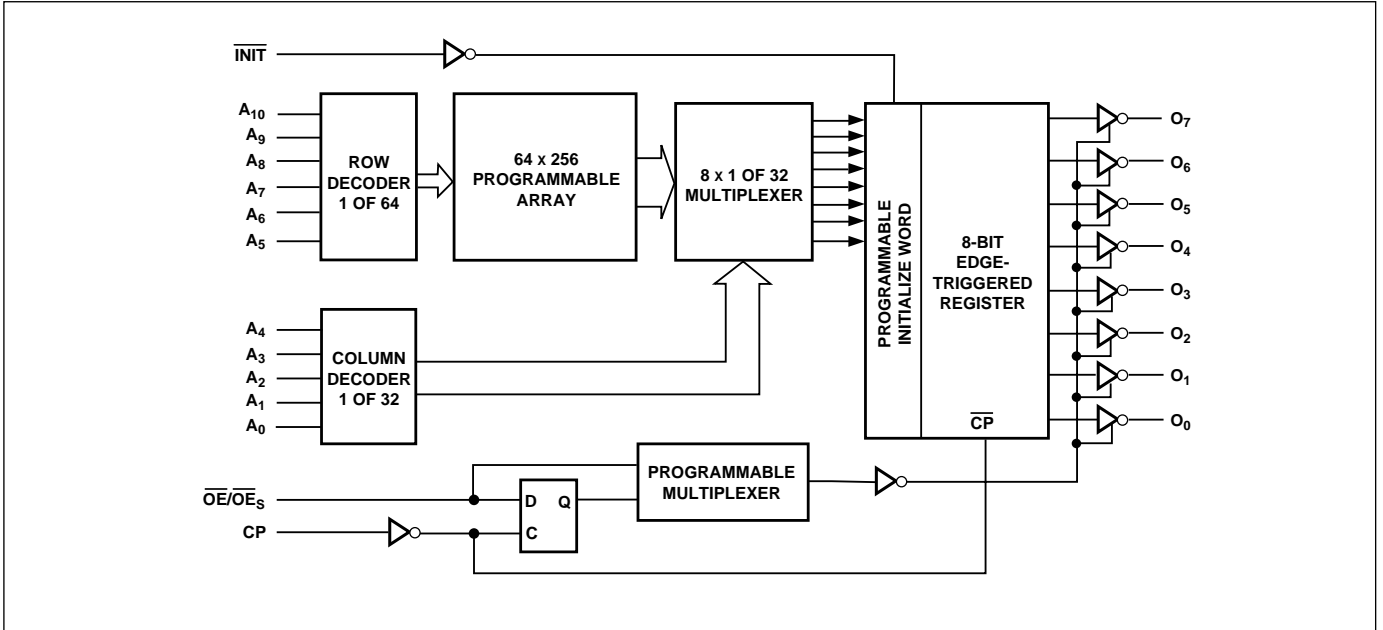 INIT
A10
A9
A8
A7
A6
A5
ROW
DECODER
1 OF 64
64 x 256
PROGRAMMABLE
ARRAY
8 x 1 OF 32
MULTIPLEXER
PROGRAMMABLE
INITIALIZE WORD
8-BIT
EDGE-
TRIGGERED
REGISTER
CP
O7
O6
O5
O4
O3
O2
O1
O0
A4
A3
A2
A1
A0
COLUMN
DECODER
1 OF 32
OE/OES
CP
D Q
C
PROGRAMMABLE
MULTIPLEXER